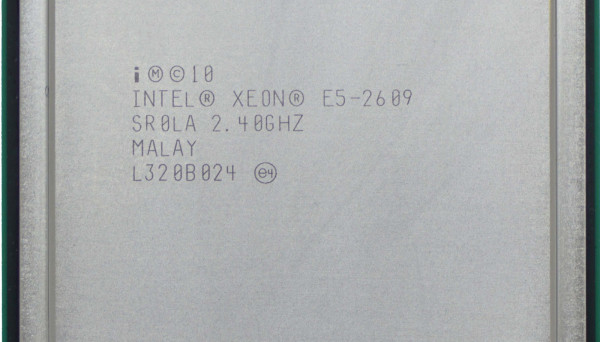 i Ⓜ © 10
INTEL® XEON® E5-2609
SR0LA 2.40GHZ
MALAY
L320B024 e4